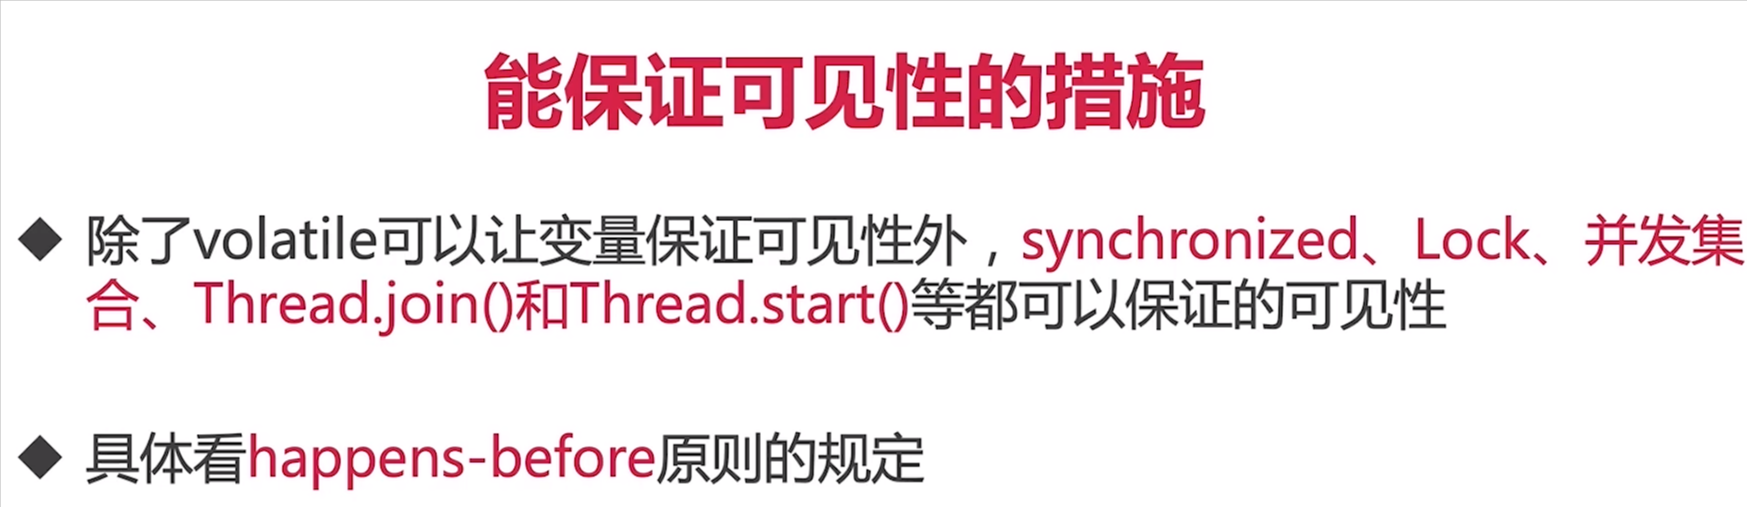 能保证可见性的措施
◆ 除了volatile可以让变量保证可见性外，synchronized、Lock、并发集
合、Thread.join()和Thread.start()等都可以保证的可见性
◆ 具体看happens-before原则的规定